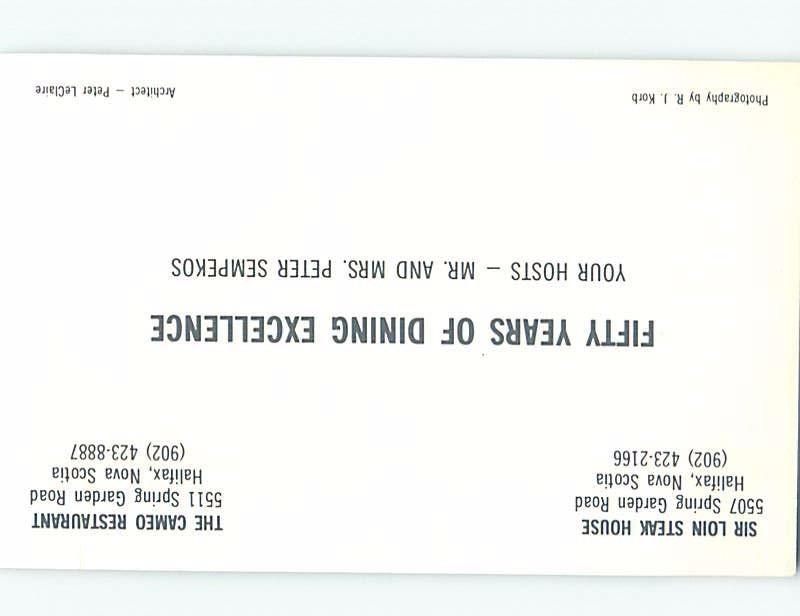 SIR LOIN STEAK HOUSE
5507 Spring Garden Road
Halifax, Nova Scotia
(902) 423-2166
THE CAMEO RESTAURANT
5511 Spring Garden Road
Halifax, Nova Scotia
(902) 423-8887
FIFTY YEARS OF DINING EXCELLENCE
YOUR HOSTS — MR. AND MRS. PETER SEMPEKOS
Photography by R. J. Korb
Architect — Peter LeClaire